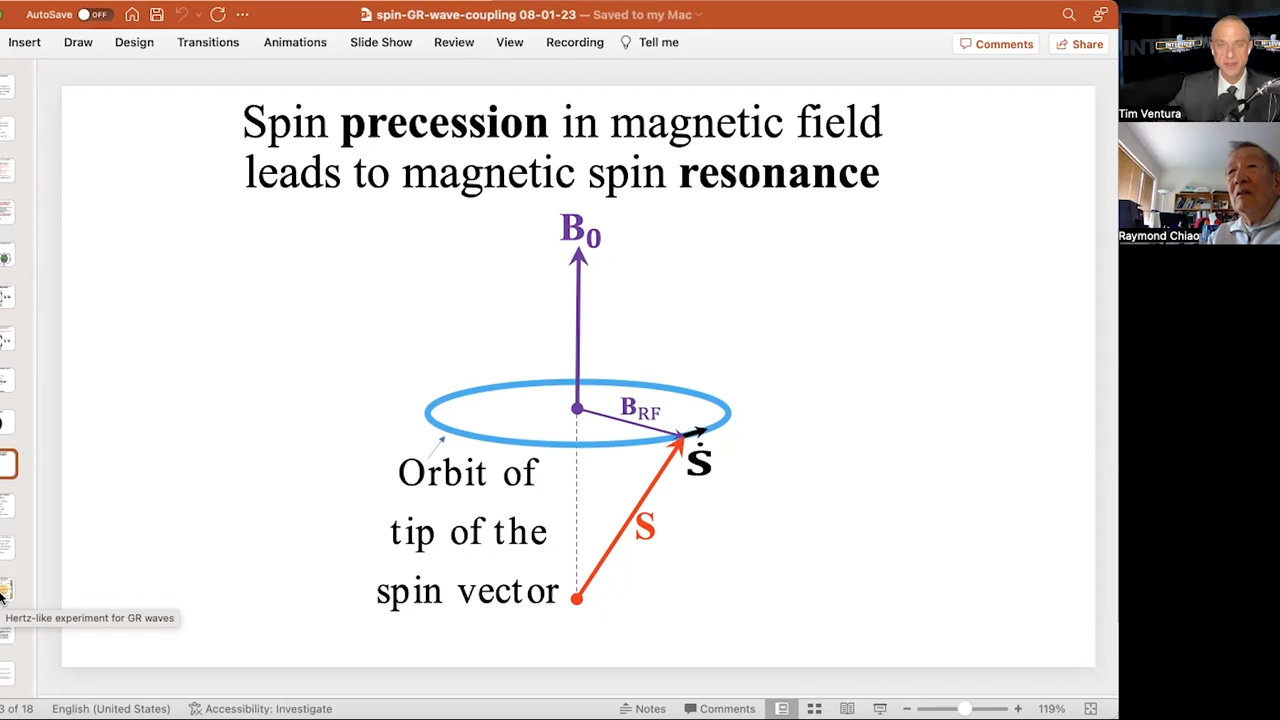 AutoSave OFF
spin-GR-wave-coupling 08-01-23 — Saved to my Mac
Insert Draw Design Transitions Animations Slide Show Review View Recording Tell me
Comments Share
Tim Ventura
Raymond Chiao
Spin precession in magnetic field
leads to magnetic spin resonance
B0
BRF
Ṡ
S
Orbit of
tip of the
spin vector
Hertz-like experiment for GR waves
3 of 18 English (United States) Accessibility: Investigate Notes Comments 119%